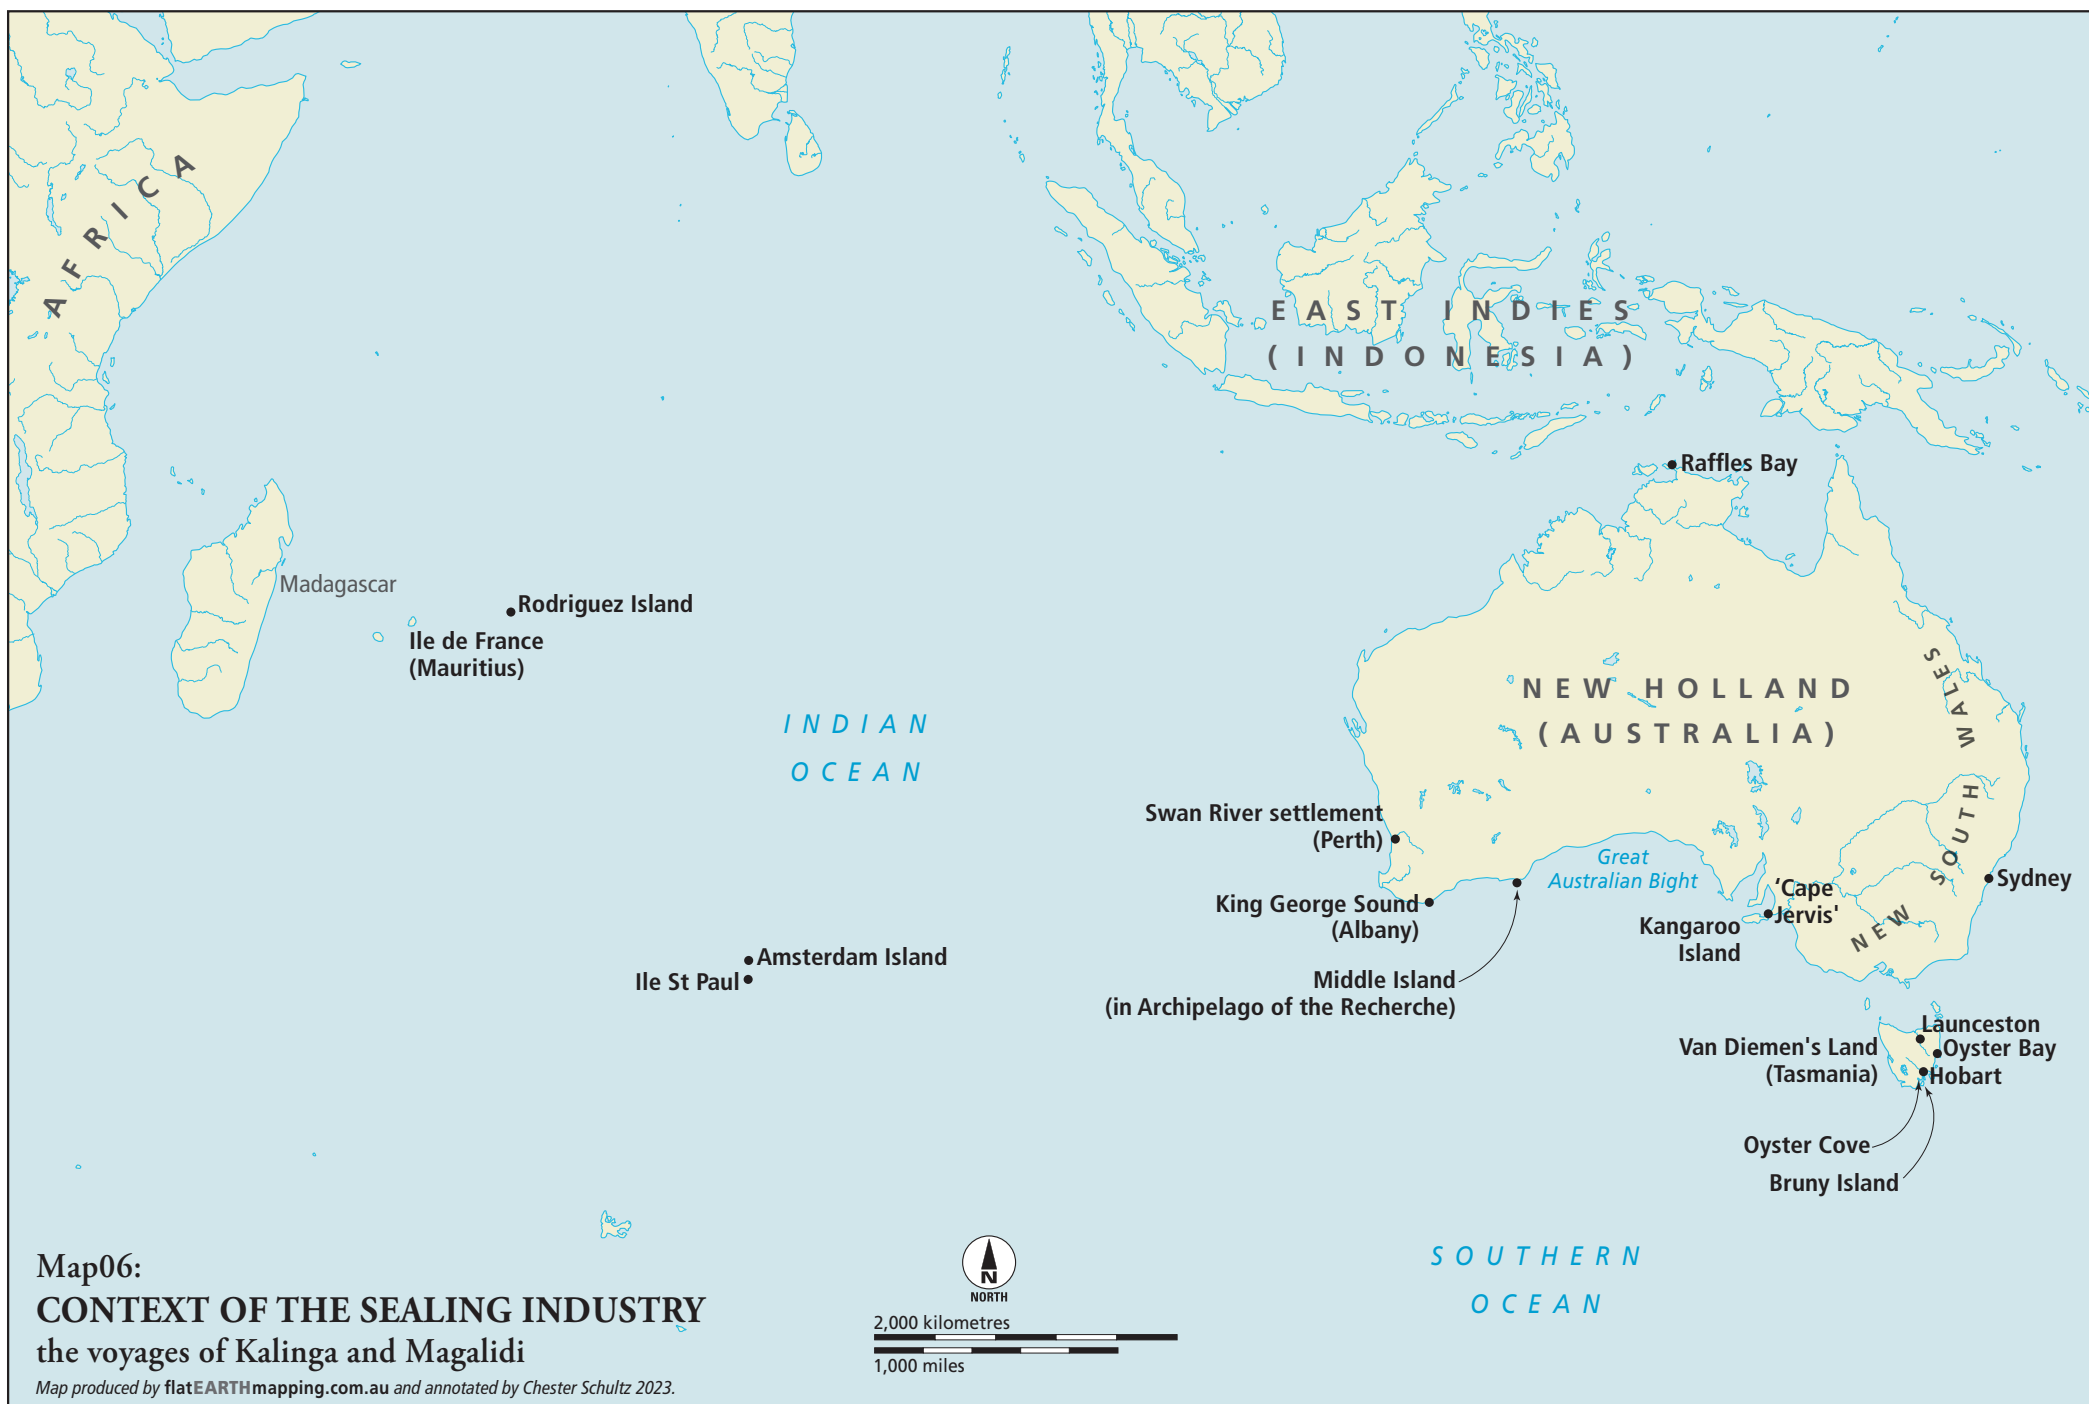 AFRICA
EAST INDIES
(INDONESIA)
Raffles Bay
Madagascar
Rodriguez Island
Ile de France
(Mauritius)
INDIAN
OCEAN
NEW HOLLAND
(AUSTRALIA)
NEW SOUTH WALES
Swan River settlement
(Perth)
Great
Australian Bight
King George Sound
(Albany)
‘Cape
Jervis'
Sydney
Kangaroo
Island
Amsterdam Island
Ile St Paul
Middle Island
(in Archipelago of the Recherche)
Launceston
Van Diemen's Land
(Tasmania)
Oyster Bay
Hobart
Oyster Cove
Bruny Island
SOUTHERN
OCEAN
Map06:
CONTEXT OF THE SEALING INDUSTRY
the voyages of Kalinga and Magalidi
Map produced by flatEARTHmapping.com.au and annotated by Chester Schultz 2023.
N
NORTH
2,000 kilometres
1,000 miles